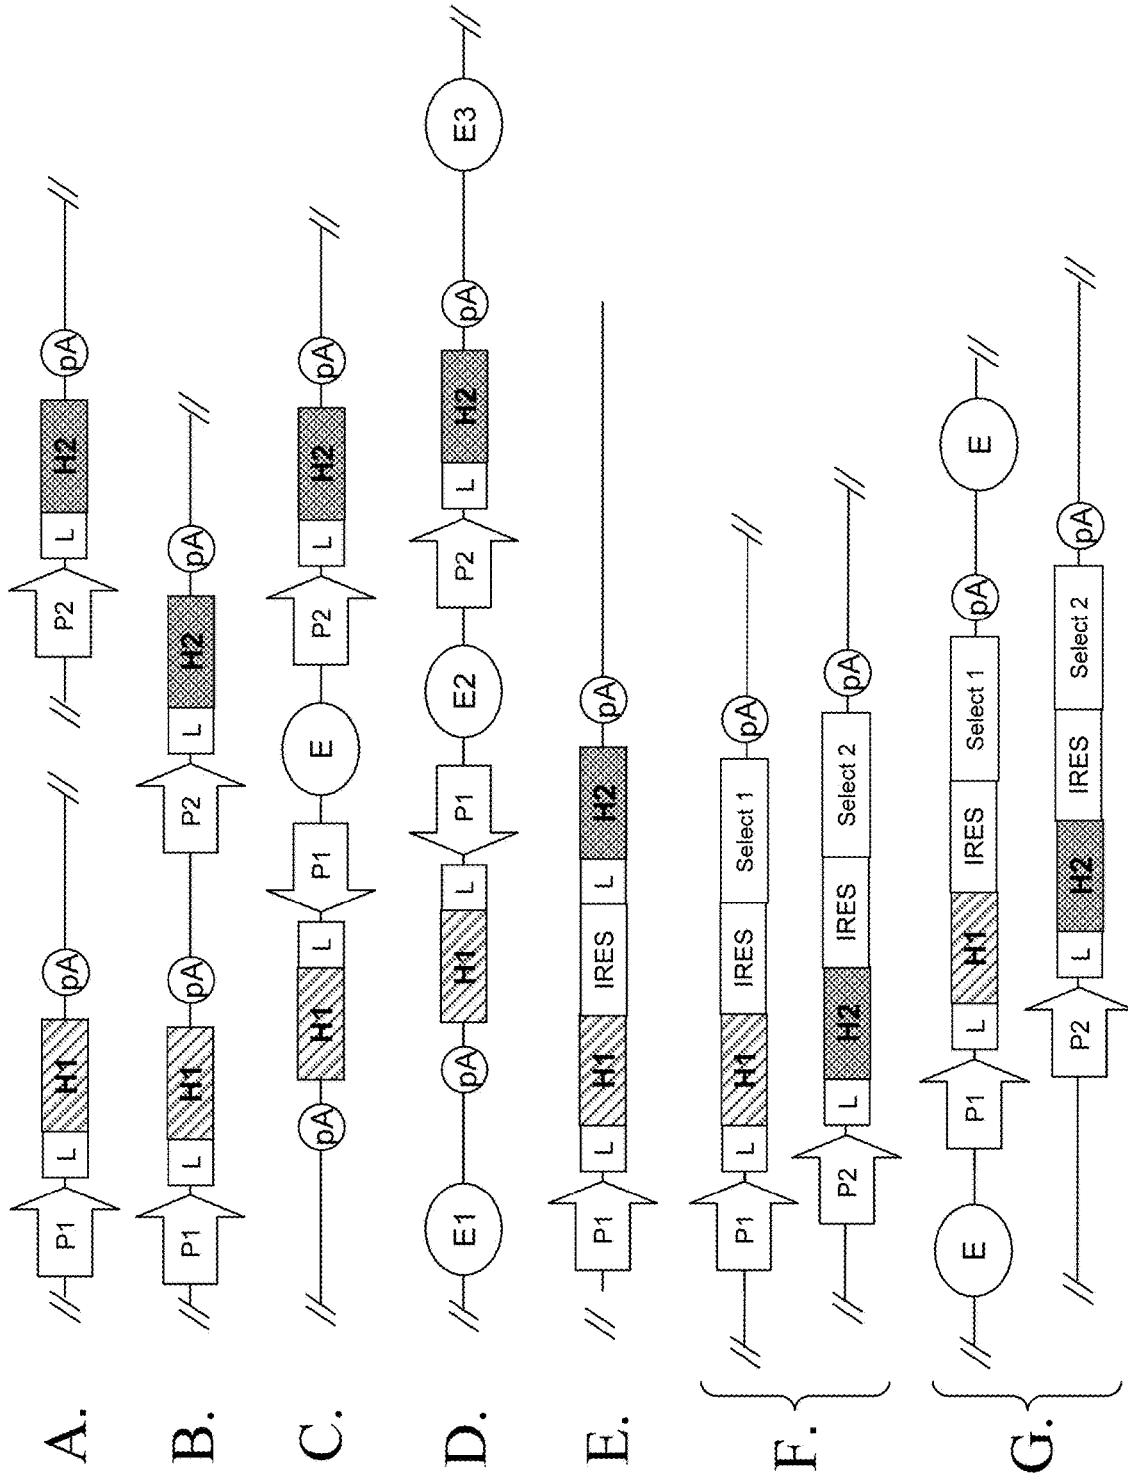 A. P1 L H1 pA P2 L H2 pA
B. P1 L H1 pA P2 L H2 pA
C. pA H1 L P1 E P2 L H2 pA
D. E1 pA H1 L P1 E2 P2 L H2 pA E3
E. P1 L H1 IRES L H2 pA
F.
P1 L H1 IRES Select 1 pA
P2 L H2 IRES Select 2 pA
G.
E P1 L H1 IRES Select 1 pA E
P2 L H2 IRES Select 2 pA